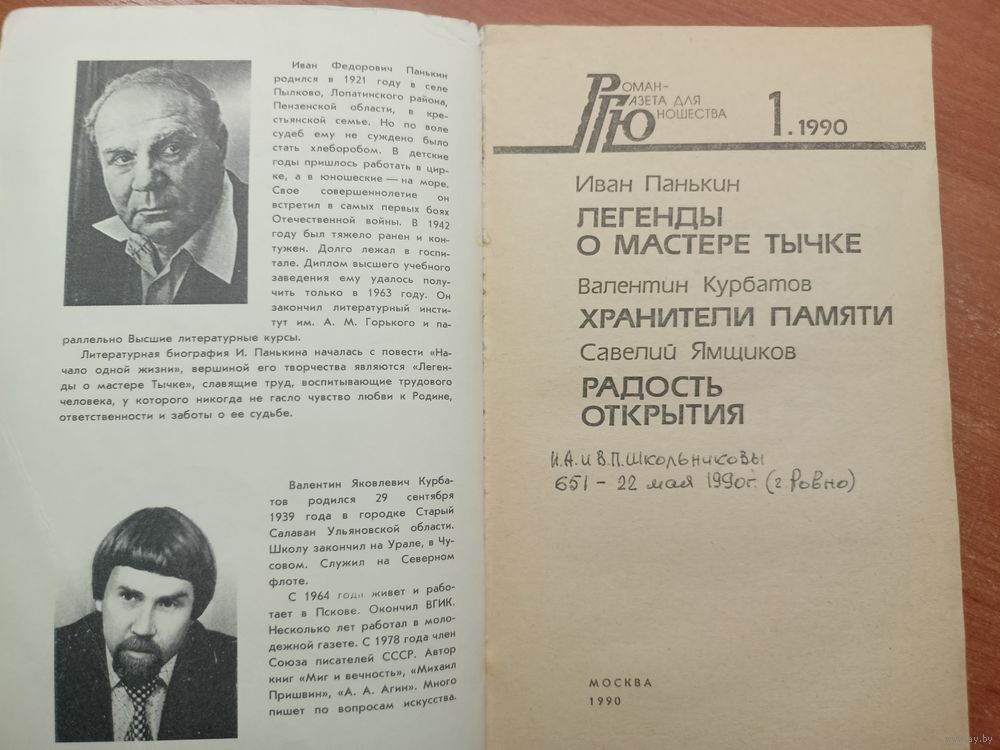 Иван Федорович Панькин
родился в 1921 году в селе
Пылково, Лопатинского района,
Пензенской области, в кре-
стьянской семье. Но по воле
судеб ему не суждено было
стать хлеборобом. В детские
годы пришлось работать в цир-
ке, а в юношеские — на море.
Свое совершеннолетие он
встретил в самых первых боях
Отечественной войны. В 1942
году был тяжело ранен и кон-
тужен. Долго лежал в госпи-
тале. Диплом высшего учебного
заведения ему удалось полу-
чить только в 1963 году. Он
закончил литературный инсти-
тут им. А. М. Горького и па-
раллельно Высшие литературные курсы.
Литературная биография И. Панькина началась с повести «На-
чало одной жизни», вершиной его творчества являются «Леген-
ды о мастере Тычке», славящие труд, воспитывающие трудового
человека, у которого никогда не гасло чувство любви к Родине,
ответственности и заботы о ее судьбе.
Валентин Яковлевич Курба-
тов родился 29 сентября
1939 года в городке Старый
Салаван Ульяновской области.
Школу закончил на Урале, в Чу-
совом. Служил на Северном
флоте.
С 1964 года живет и рабо-
тает в Пскове. Окончил ВГИК.
Несколько лет работал в моло-
дежной газете. С 1978 года член
Союза писателей СССР. Автор
книг «Миг и вечность», «Михаил
Пришвин», «А. А. Агин». Много
пишет по вопросам искусства.
РОМАН-
ГАЗЕТА ДЛЯ
ЮНОШЕСТВА
1.1990
Иван Панькин
ЛЕГЕНДЫ
О МАСТЕРЕ ТЫЧКЕ
Валентин Курбатов
ХРАНИТЕЛИ ПАМЯТИ
Савелий Ямщиков
РАДОСТЬ
ОТКРЫТИЯ
И.А. и В.П. Школьниковы
651 – 22 мая 1990г. (г. Ровно)
МОСКВА
1990
ay.by